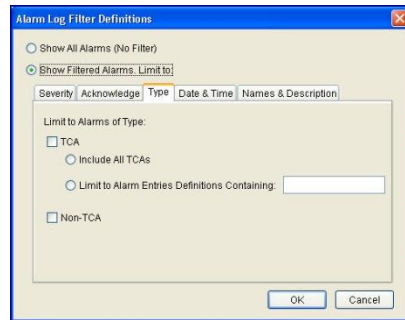 Alarm Log Filter Definitions
Show All Alarms (No Filter)
Show Filtered Alarms. Limit to:
Severity Acknowledge Type Date & Time Names & Description
Limit to Alarms of Type:
TCA
Include All TCAs
Limit to Alarm Entries Definitions Containing:
Non-TCA
OK Cancel